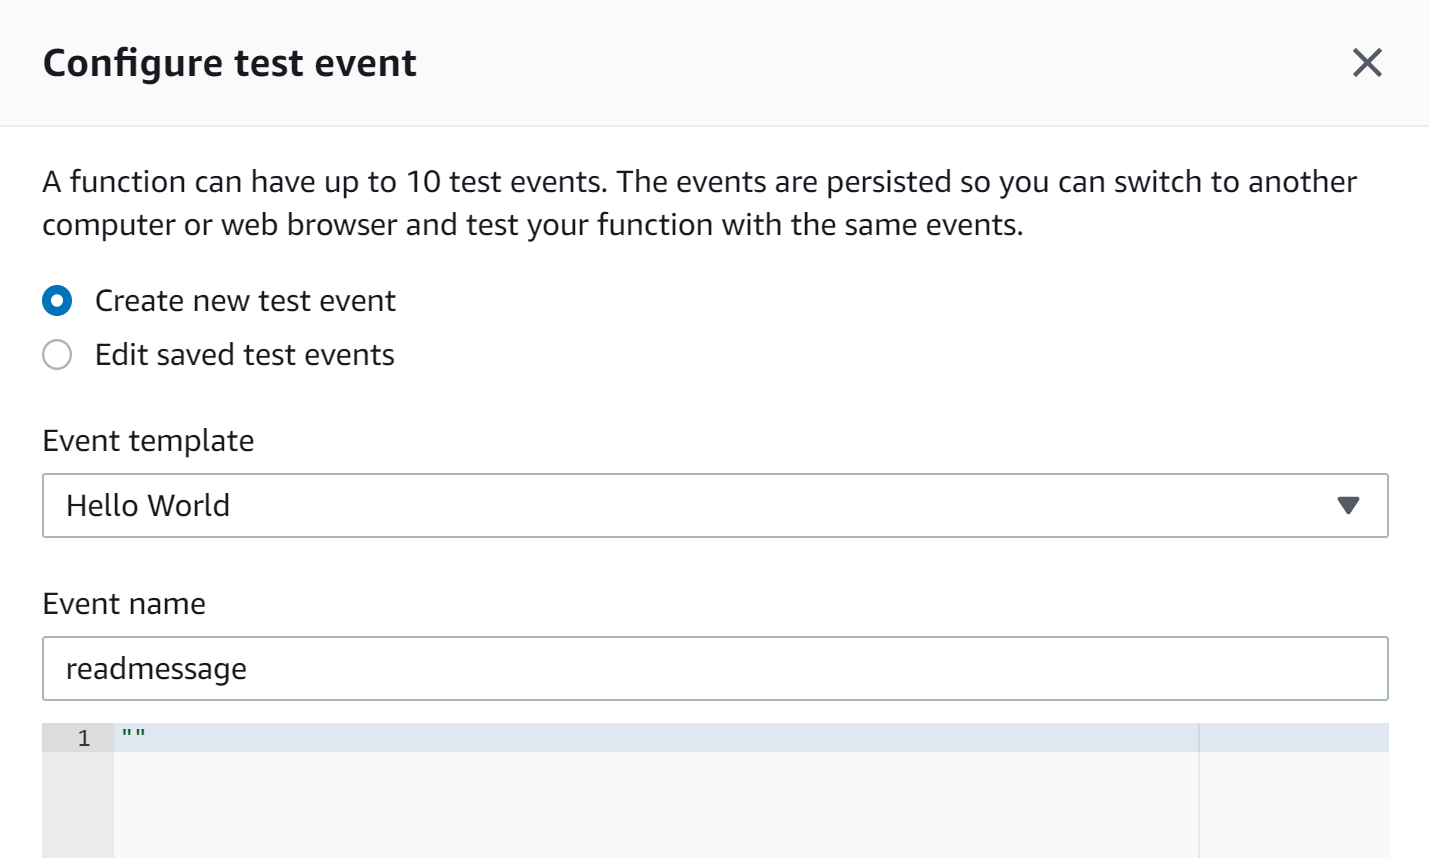 Configure test event
A function can have up to 10 test events. The events are persisted so you can switch to another
computer or web browser and test your function with the same events.
Create new test event
Edit saved test events
Event template
Hello World
Event name
readmessage
1 ""